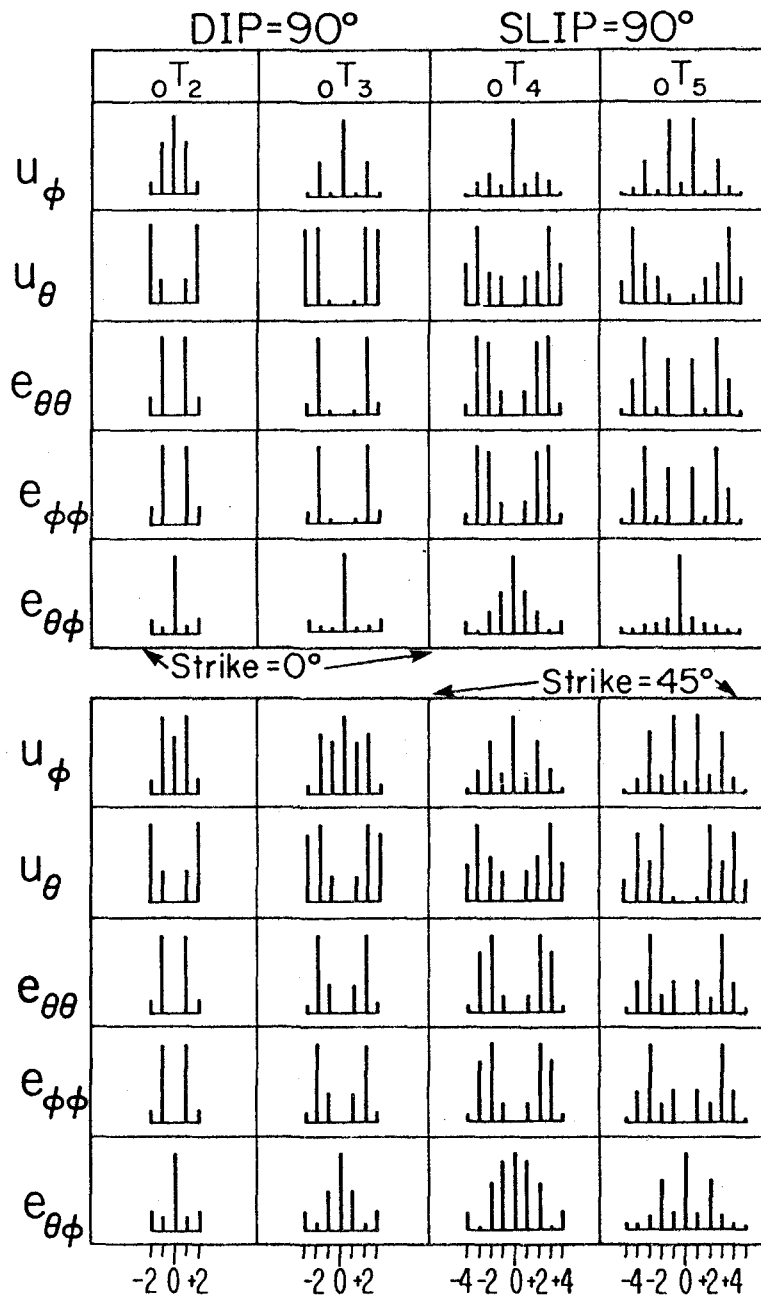 DIP=90° SLIP=90°
₀T₂ ₀T₃ ₀T₄ ₀T₅
uϕ
uθ
eθθ
eϕϕ
eθϕ
Strike=0°
Strike=45°
uϕ
uθ
eθθ
eϕϕ
eθϕ
-2 0 +2 -2 0 +2 -4 -2 0 +2 +4 -4 -2 0 +2 +4